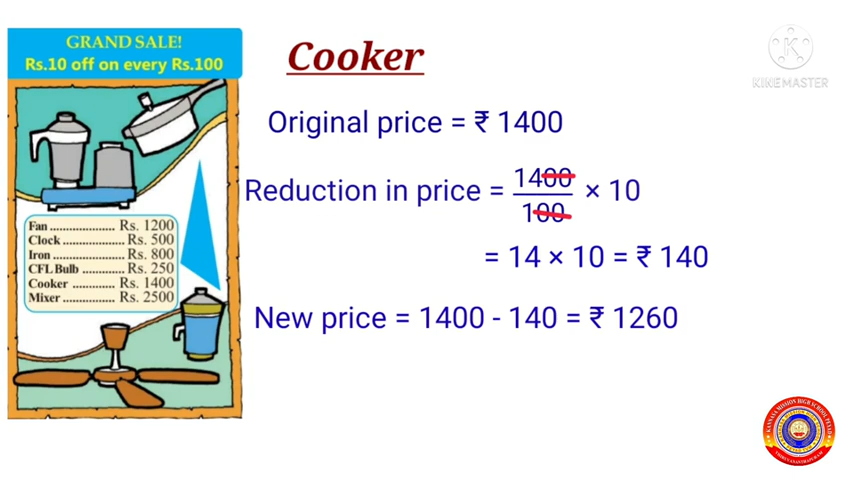 GRAND SALE!
Rs.10 off on every Rs.100
Fan .................... Rs. 1200
Clock ................... Rs. 500
Iron ...................... Rs. 800
CFL Bulb ............. Rs. 250
Cooker ............. Rs. 1400
Mixer ................ Rs. 2500
Cooker
KINEMASTER
Original price = ₹ 1400
Reduction in price = 1400/100 × 10
= 14 × 10 = ₹ 140
New price = 1400 - 140 = ₹ 1260